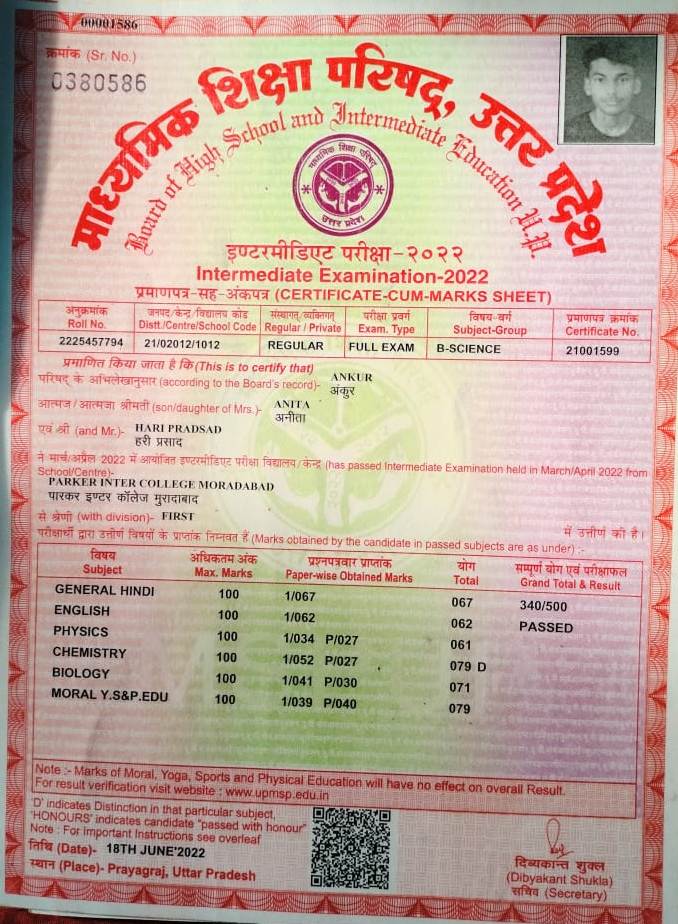 00001586
क्रमांक (Sr. No.)
0380586
माध्यमिक शिक्षा परिषद्, उत्तर प्रदेश
Board of High School and Intermediate Education U.P.
माध्यमिक शिक्षा परिषद्
उत्तर प्रदेश
इण्टरमीडिएट परीक्षा-२०२२
Intermediate Examination-2022
प्रमाणपत्र-सह-अंकपत्र (CERTIFICATE-CUM-MARKS SHEET)
अनुक्रमांक जनपद/केन्द्र/विद्यालय कोड संस्थागत/व्यक्तिगत परीक्षा प्रवर्ग विषय-वर्ग प्रमाणपत्र क्रमांक
Roll No. Distt./Centre/School Code Regular / Private Exam. Type Subject-Group Certificate No.
2225457794 21/02012/1012 REGULAR FULL EXAM B-SCIENCE 21001599
प्रमाणित किया जाता है कि (This is to certify that)
परिषद् के अभिलेखानुसार (according to the Board's record)- ANKUR
अंकुर
आत्मज/आत्मजा श्रीमती (son/daughter of Mrs.)- ANITA
अनीता
एवं श्री (and Mr.)- HARI PRADSAD
हरी प्रसाद
ने मार्च/अप्रैल 2022 में आयोजित इण्टरमीडिएट परीक्षा विद्यालय/केन्द्र (has passed Intermediate Examination held in March/April 2022 from
School/Centre)-
PARKER INTER COLLEGE MORADABAD
पारकर इण्टर कॉलेज मुरादाबाद
से श्रेणी (with division)- FIRST में उत्तीर्ण की है।
परीक्षार्थी द्वारा उत्तीर्ण विषयों के प्राप्तांक निम्नवत हैं (Marks obtained by the candidate in passed subjects are as under) :-
विषय अधिकतम अंक प्रश्नपत्रवार प्राप्तांक योग सम्पूर्ण योग एवं परीक्षाफल
Subject Max. Marks Paper-wise Obtained Marks Total Grand Total & Result
GENERAL HINDI 100 1/067 067 340/500
ENGLISH 100 1/062 062 PASSED
PHYSICS 100 1/034 P/027 061
CHEMISTRY 100 1/052 P/027 079 D
BIOLOGY 100 1/041 P/030 071
MORAL Y.S&P.EDU 100 1/039 P/040 079
Note :- Marks of Moral, Yoga, Sports and Physical Education will have no effect on overall Result.
For result verification visit website : www.upmsp.edu.in
'D' indicates Distinction in that particular subject,
'HONOURS' indicates candidate "passed with honour"
Note : For Important Instructions see overleaf
तिथि (Date)- 18TH JUNE'2022
स्थान (Place)- Prayagraj, Uttar Pradesh
दिब्यकान्त शुक्ल
(Dibyakant Shukla)
सचिव (Secretary)